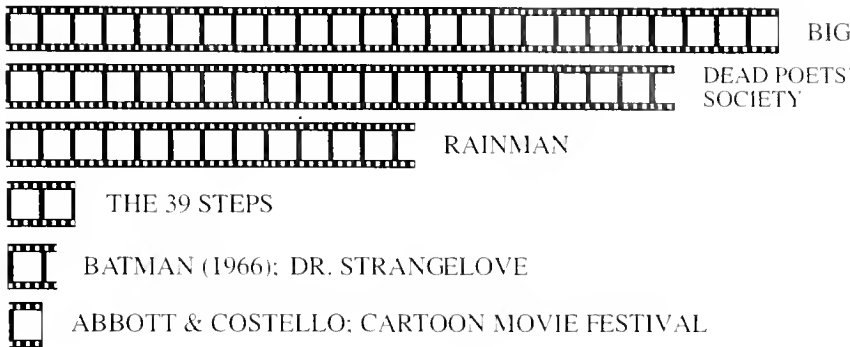 BIG
DEAD POETS'
SOCIETY
RAINMAN
THE 39 STEPS
BATMAN (1966); DR. STRANGELOVE
ABBOTT & COSTELLO; CARTOON MOVIE FESTIVAL